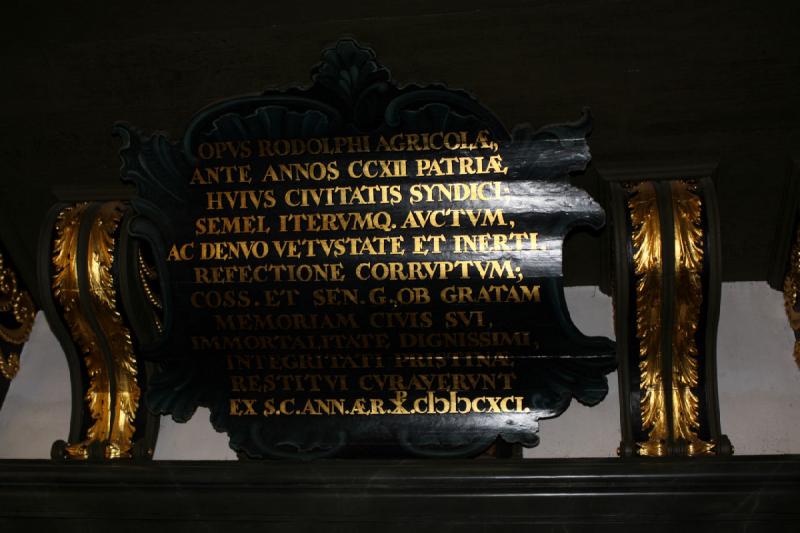 OPVS RODOLPHI AGRICOLÆ,
ANTE ANNOS CCXII PATRIÆ
HVIVS CIVITATIS SYNDICI;
SEMEL ITERVMQ. AVCTVM,
AC DENVO VETVSTATE ET INERTI
REFECTIONE CORRVPTVM;
COSS. ET SEN. G. OB GRATAM
MEMORIAM CIVIS SVI,
IMMORTALITATE DIGNISSIMI,
INTEGRITATI PRISTINÆ
RESTITVI CVRAVERVNT
EX S.C. ANN. ÆR. ☧. CIƆIƆCXCI.